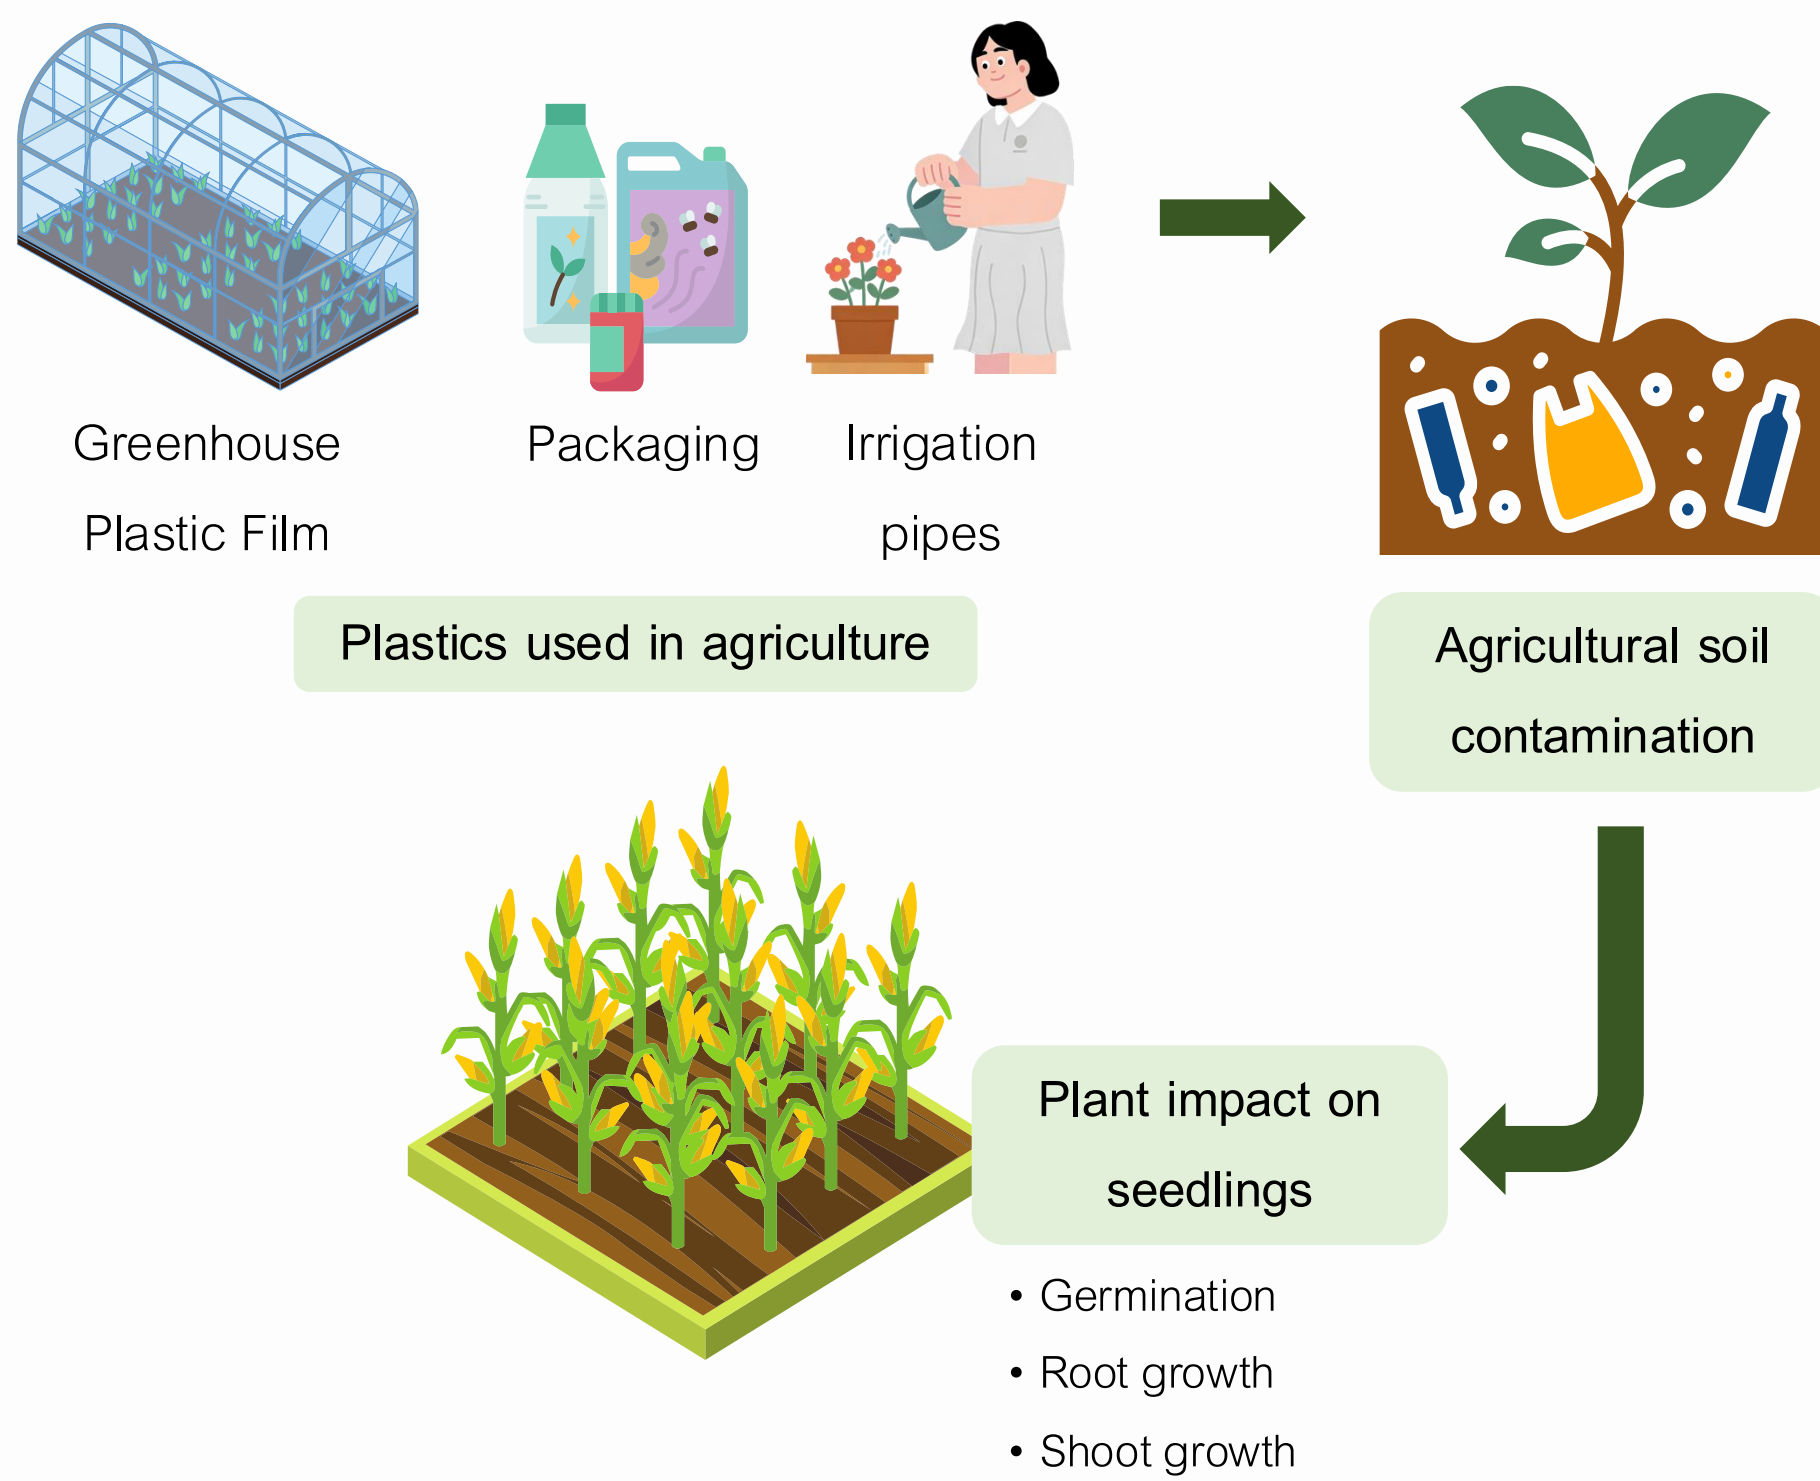 Greenhouse
Plastic Film
Packaging
Irrigation
pipes
Plastics used in agriculture
Agricultural soil
contamination
Plant impact on
seedlings
• Germination
• Root growth
• Shoot growth